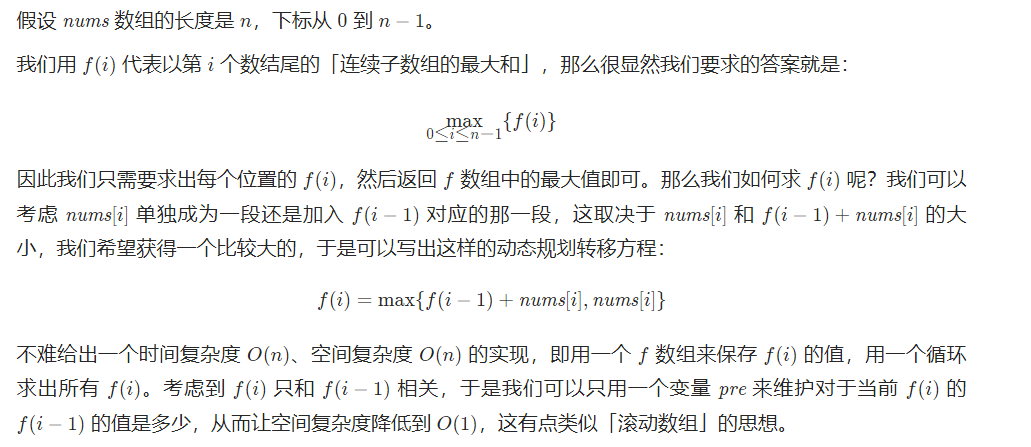 假设 nums 数组的长度是 n，下标从 0 到 n − 1。
我们用 f(i) 代表以第 i 个数结尾的「连续子数组的最大和」，那么很显然我们要求的答案就是：
max {f(i)}
0≤i≤n−1
因此我们只需要求出每个位置的 f(i)，然后返回 f 数组中的最大值即可。那么我们如何求 f(i) 呢？我们可以
考虑 nums[i] 单独成为一段还是加入 f(i − 1) 对应的那一段，这取决于 nums[i] 和 f(i − 1) + nums[i] 的大
小，我们希望获得一个比较大的，于是可以写出这样的动态规划转移方程：
f(i) = max{f(i − 1) + nums[i], nums[i]}
不难给出一个时间复杂度 O(n)、空间复杂度 O(n) 的实现，即用一个 f 数组来保存 f(i) 的值，用一个循环
求出所有 f(i)。考虑到 f(i) 只和 f(i − 1) 相关，于是我们可以只用一个变量 pre 来维护对于当前 f(i) 的
f(i − 1) 的值是多少，从而让空间复杂度降低到 O(1)，这有点类似「滚动数组」的思想。